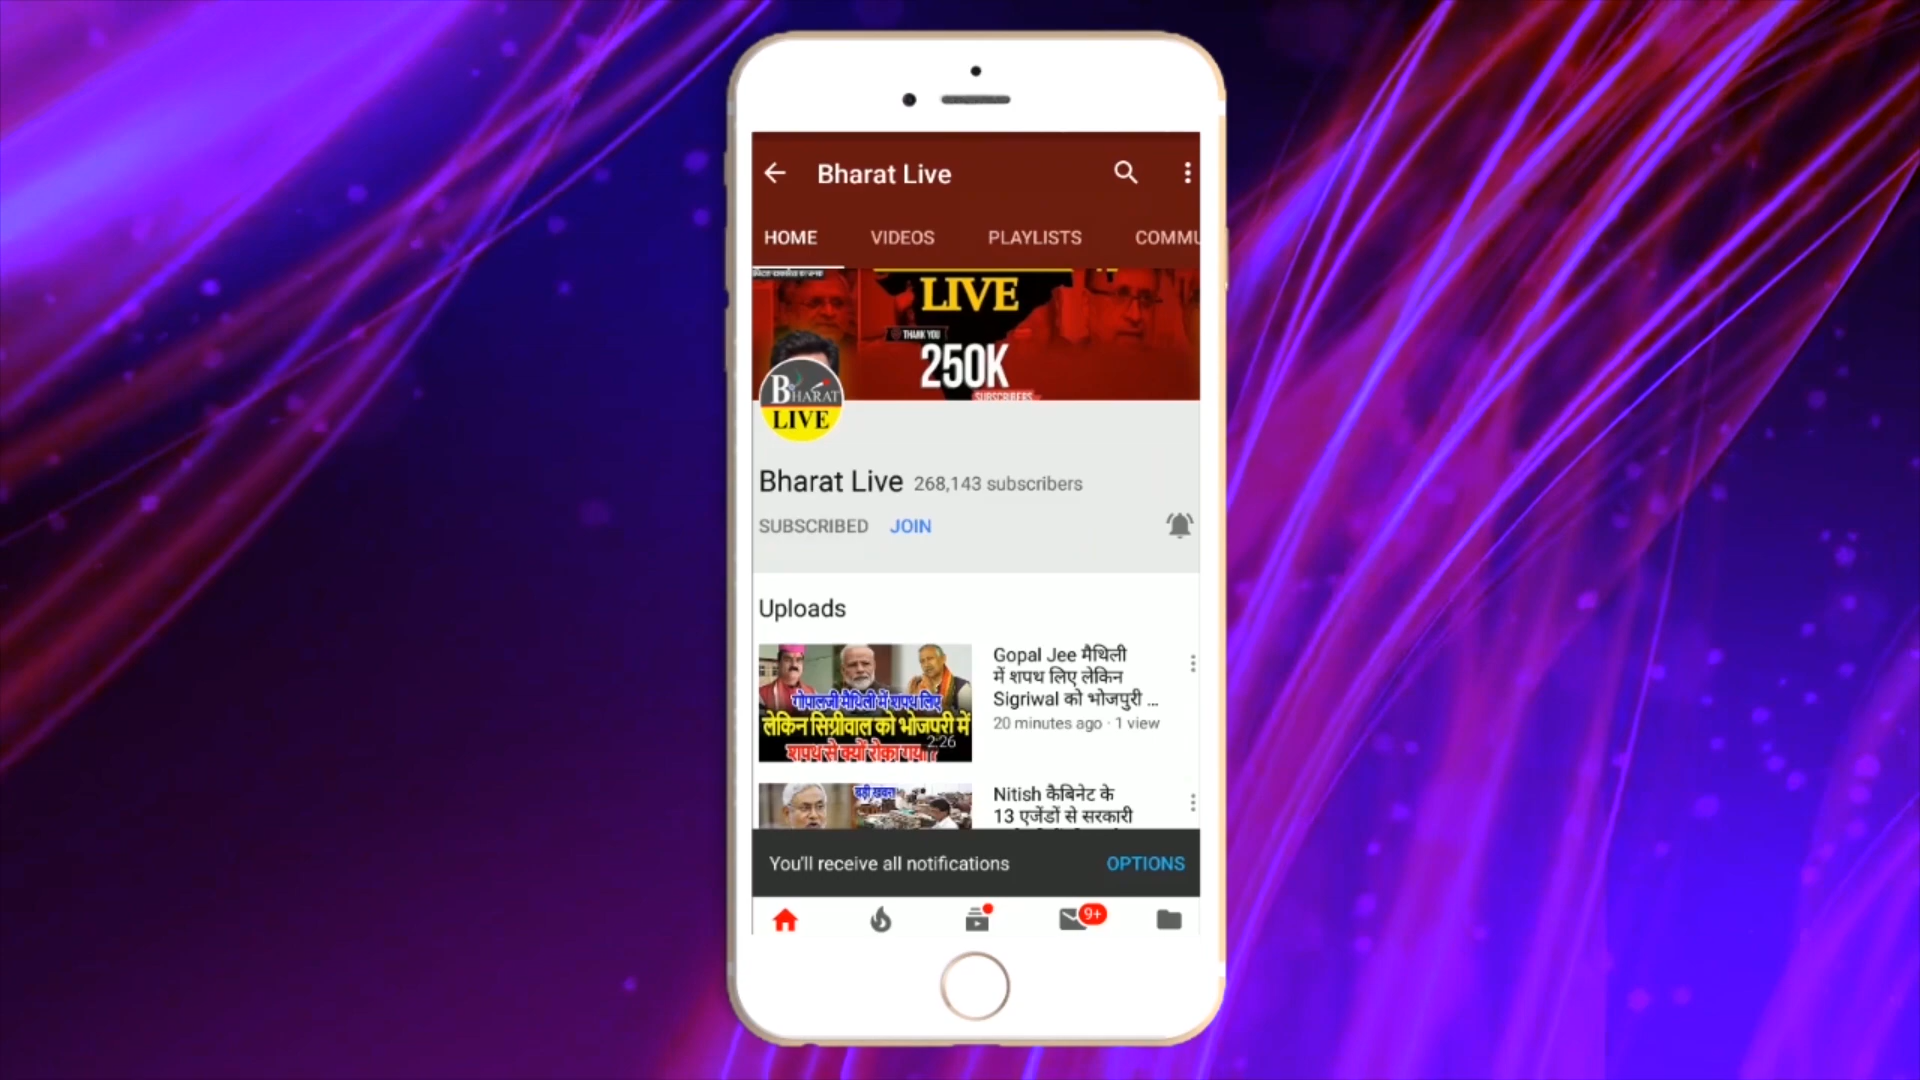 Bharat Live
HOME VIDEOS PLAYLISTS COMMU
LIVE
THANK YOU
250K
SUBSCRIBERS
BHARAT
LIVE
Bharat Live 268,143 subscribers
SUBSCRIBED JOIN
Uploads
गोपालजी मैथिली में शपथ लिए
लेकिन सिग्रीवाल को भोजपुरी में
शपथ से क्यों रोका गया
2:26
Gopal Jee मैथिली
में शपथ लिए लेकिन
Sigriwal को भोजपुरी ...
20 minutes ago · 1 view
बड़ी खबर
Nitish कैबिनेट के
13 एजेंडों से सरकारी
You'll receive all notifications OPTIONS
9+